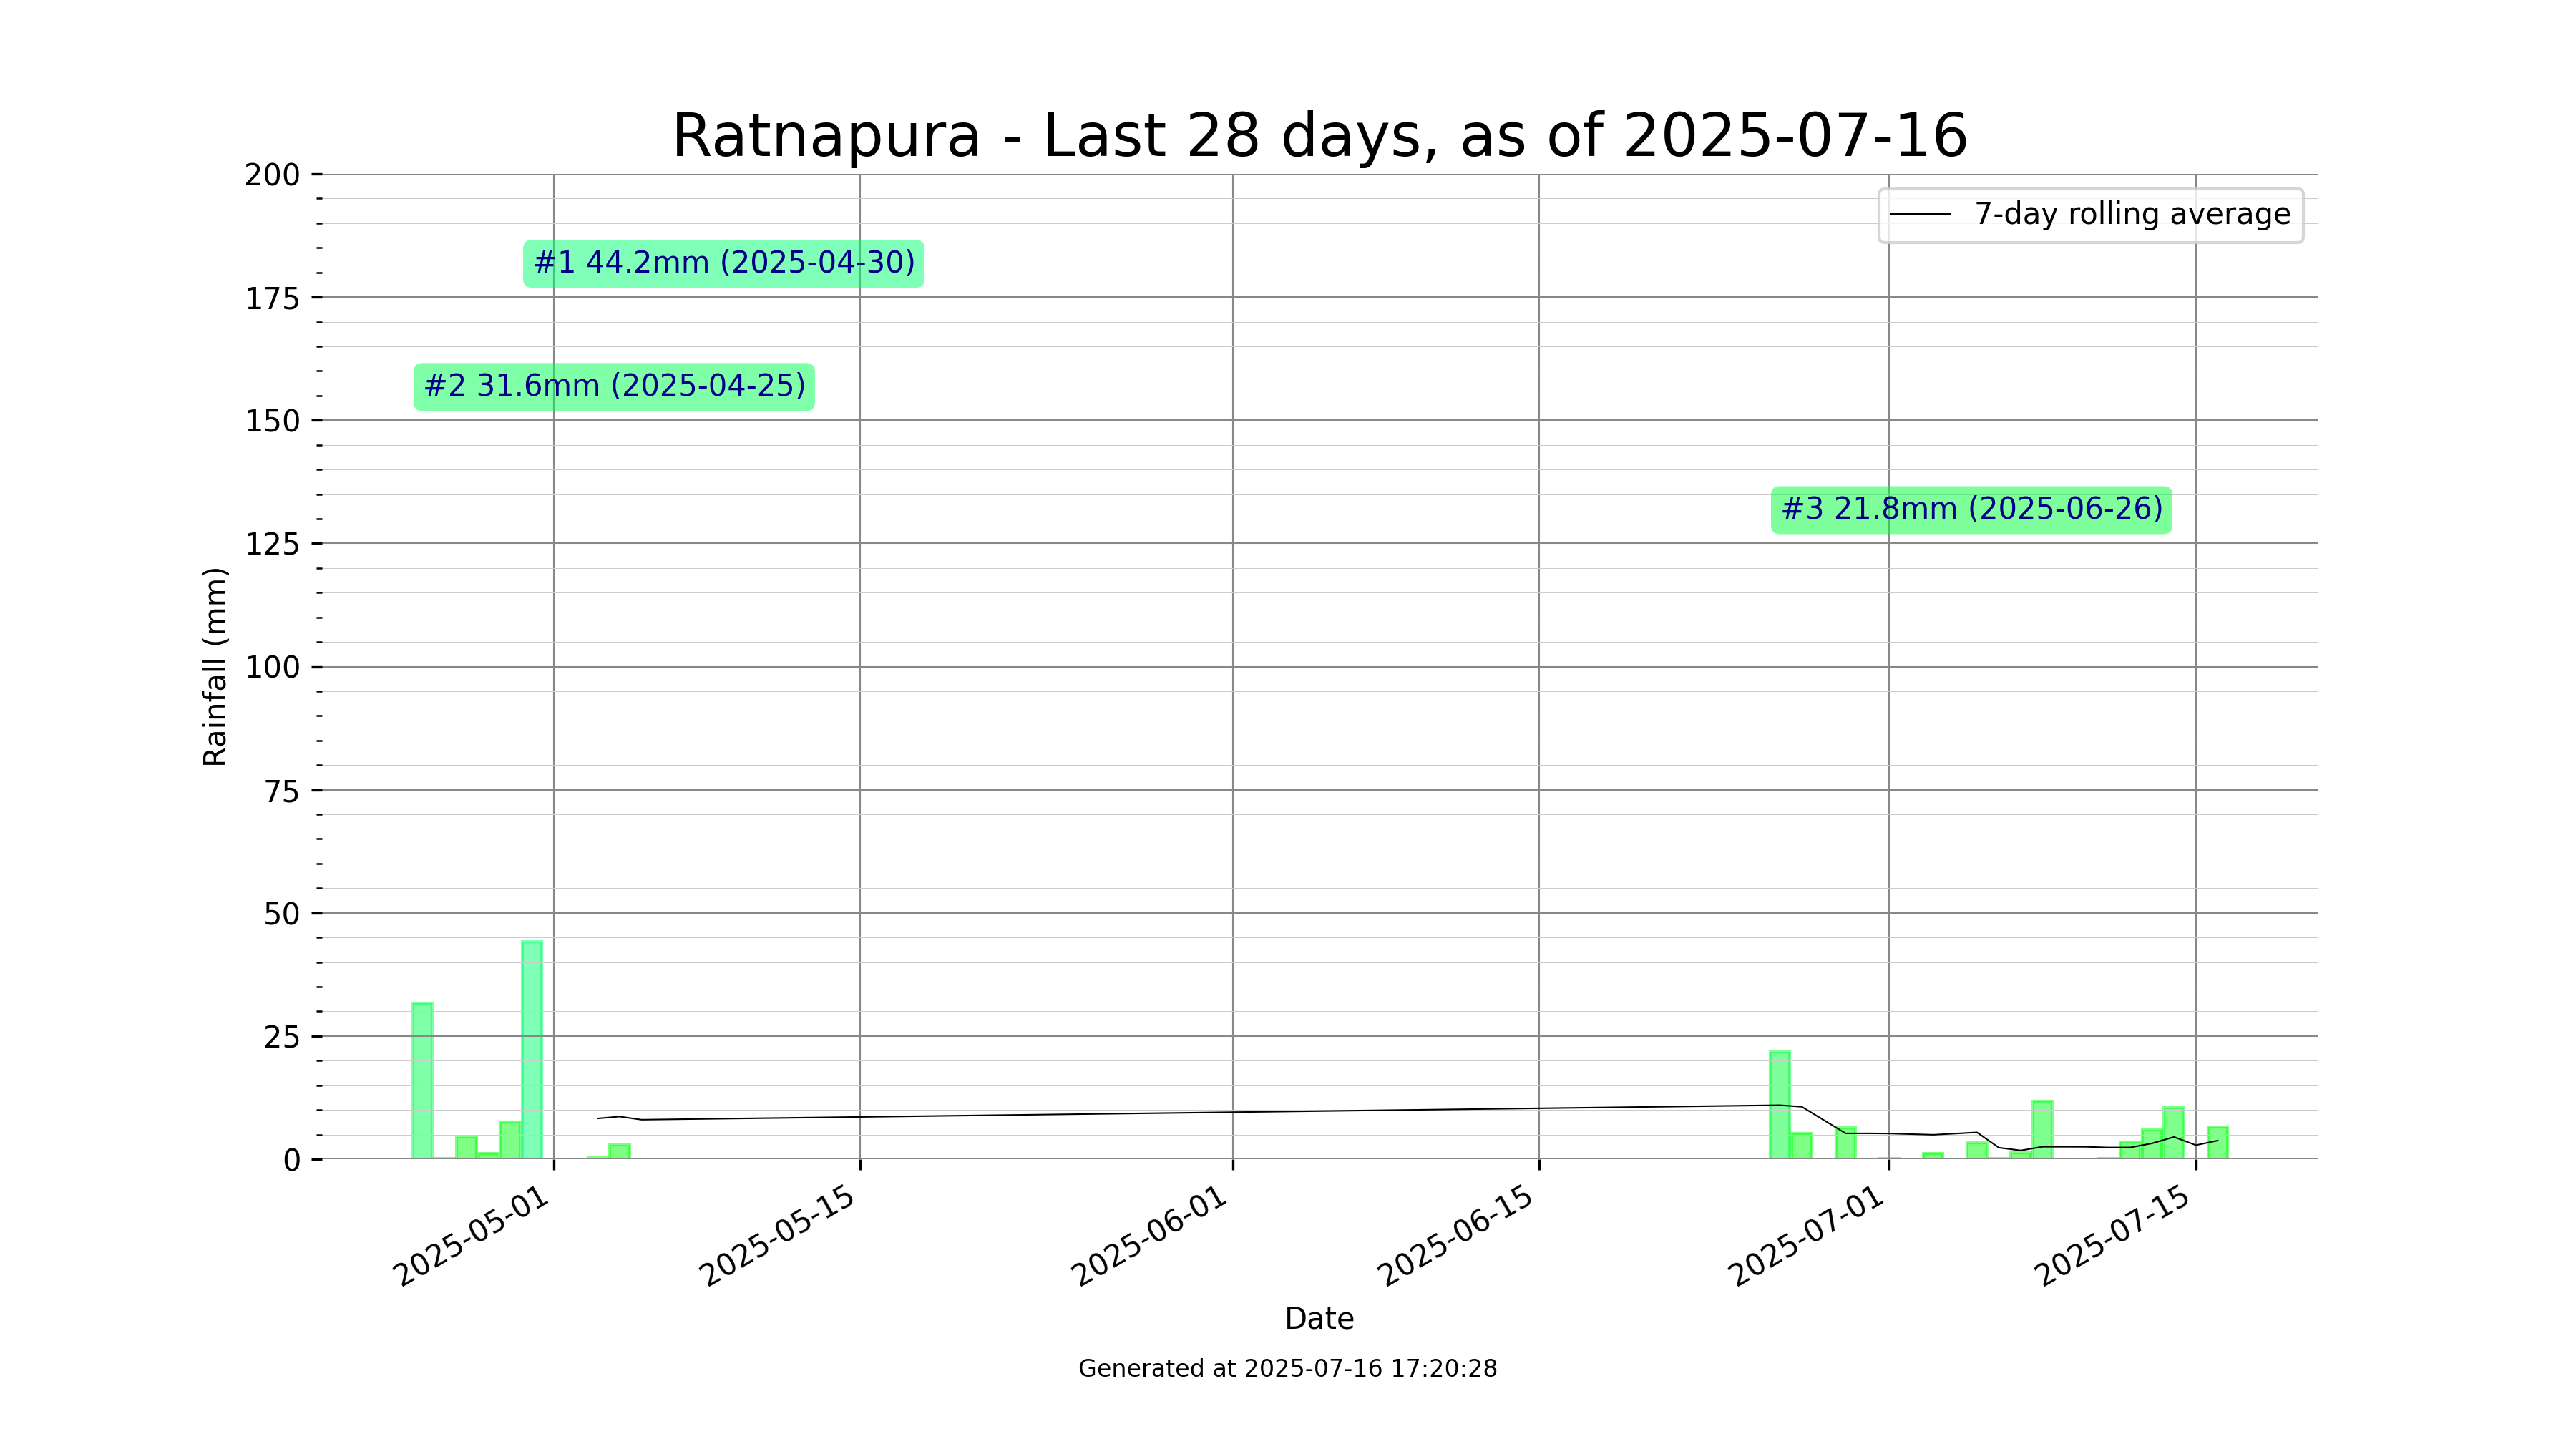 Ratnapura - Last 28 days, as of 2025-07-16
7-day rolling average
#1 44.2mm (2025-04-30)
#2 31.6mm (2025-04-25)
#3 21.8mm (2025-06-26)
Rainfall (mm)
200
175
150
125
100
75
50
25
0
2025-05-01
2025-05-15
2025-06-01
2025-06-15
2025-07-01
2025-07-15
Date
Generated at 2025-07-16 17:20:28